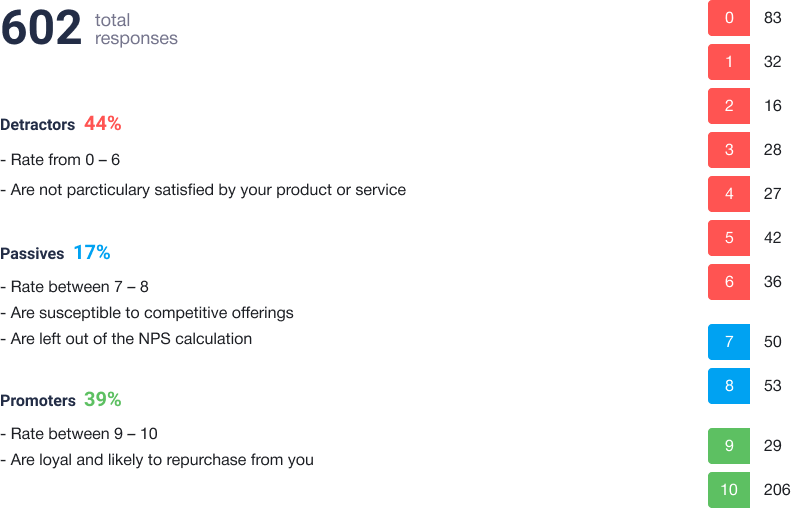 602 total responses
Detractors 44%
- Rate from 0 – 6
- Are not parcticulary satisfied by your product or service
Passives 17%
- Rate between 7 – 8
- Are susceptible to competitive offerings
- Are left out of the NPS calculation
Promoters 39%
- Rate between 9 – 10
- Are loyal and likely to repurchase from you
0 83
1 32
2 16
3 28
4 27
5 42
6 36
7 50
8 53
9 29
10 206